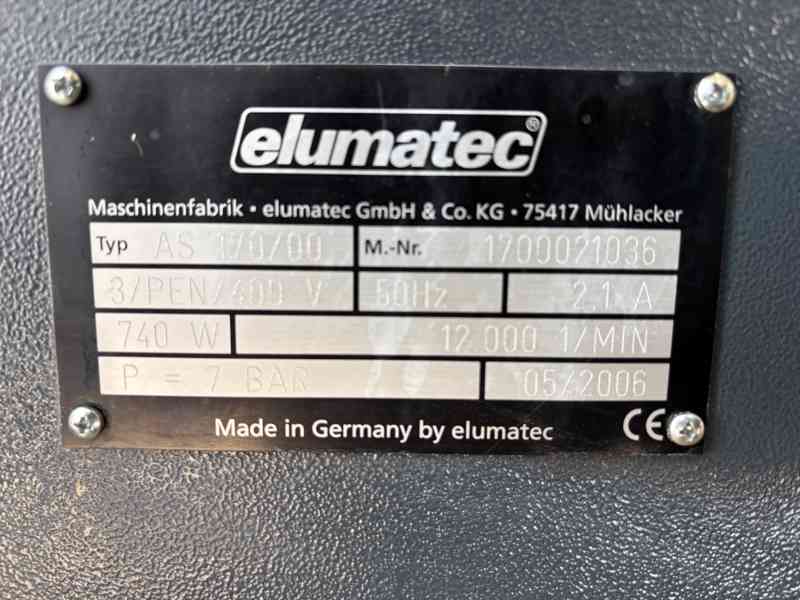 elumatec®
Maschinenfabrik • elumatec GmbH & Co. KG • 75417 Mühlacker
Typ AS 170/00 M.-Nr. 1700021036
3/PEN/400 V 50Hz 2,1 A
740 W 12.000 1/MIN
P = 7 BAR 05/2006
Made in Germany by elumatec CE